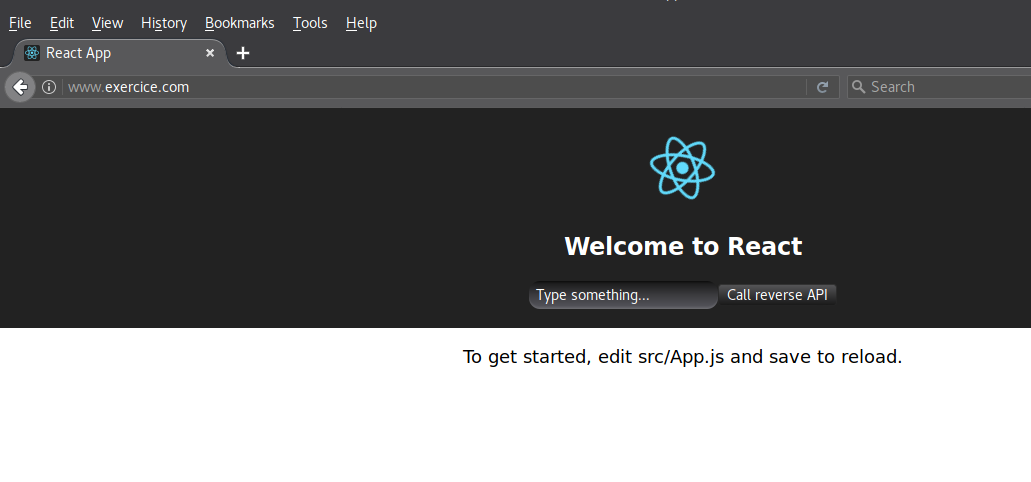 File Edit View History Bookmarks Tools Help
React App
www.exercice.com Search
Welcome to React
Type something... Call reverse API
To get started, edit src/App.js and save to reload.